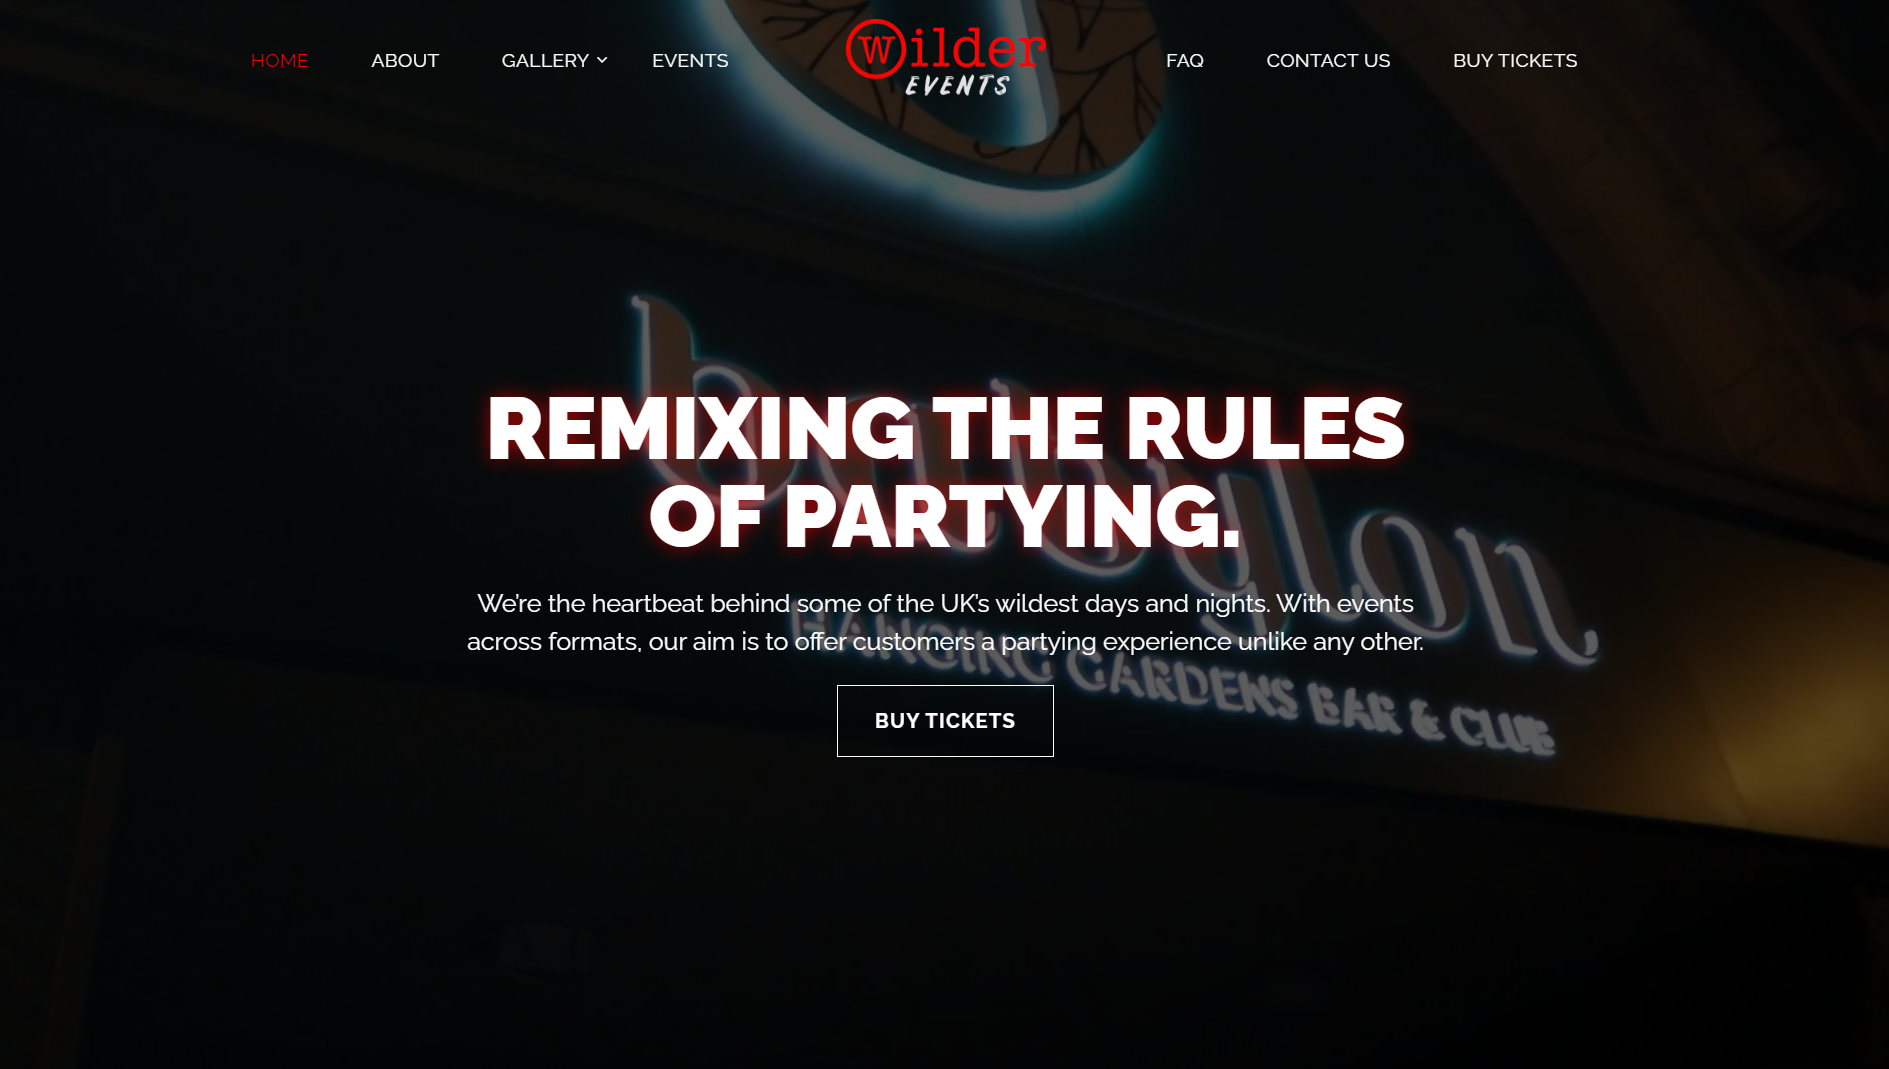 HOME
ABOUT
GALLERY
EVENTS
Wilder
EVENTS
FAQ
CONTACT US
BUY TICKETS
babylon
HANGING GARDENS BAR & CLUB
REMIXING THE RULES
OF PARTYING.
We’re the heartbeat behind some of the UK’s wildest days and nights. With events
across formats, our aim is to offer customers a partying experience unlike any other.
BUY TICKETS